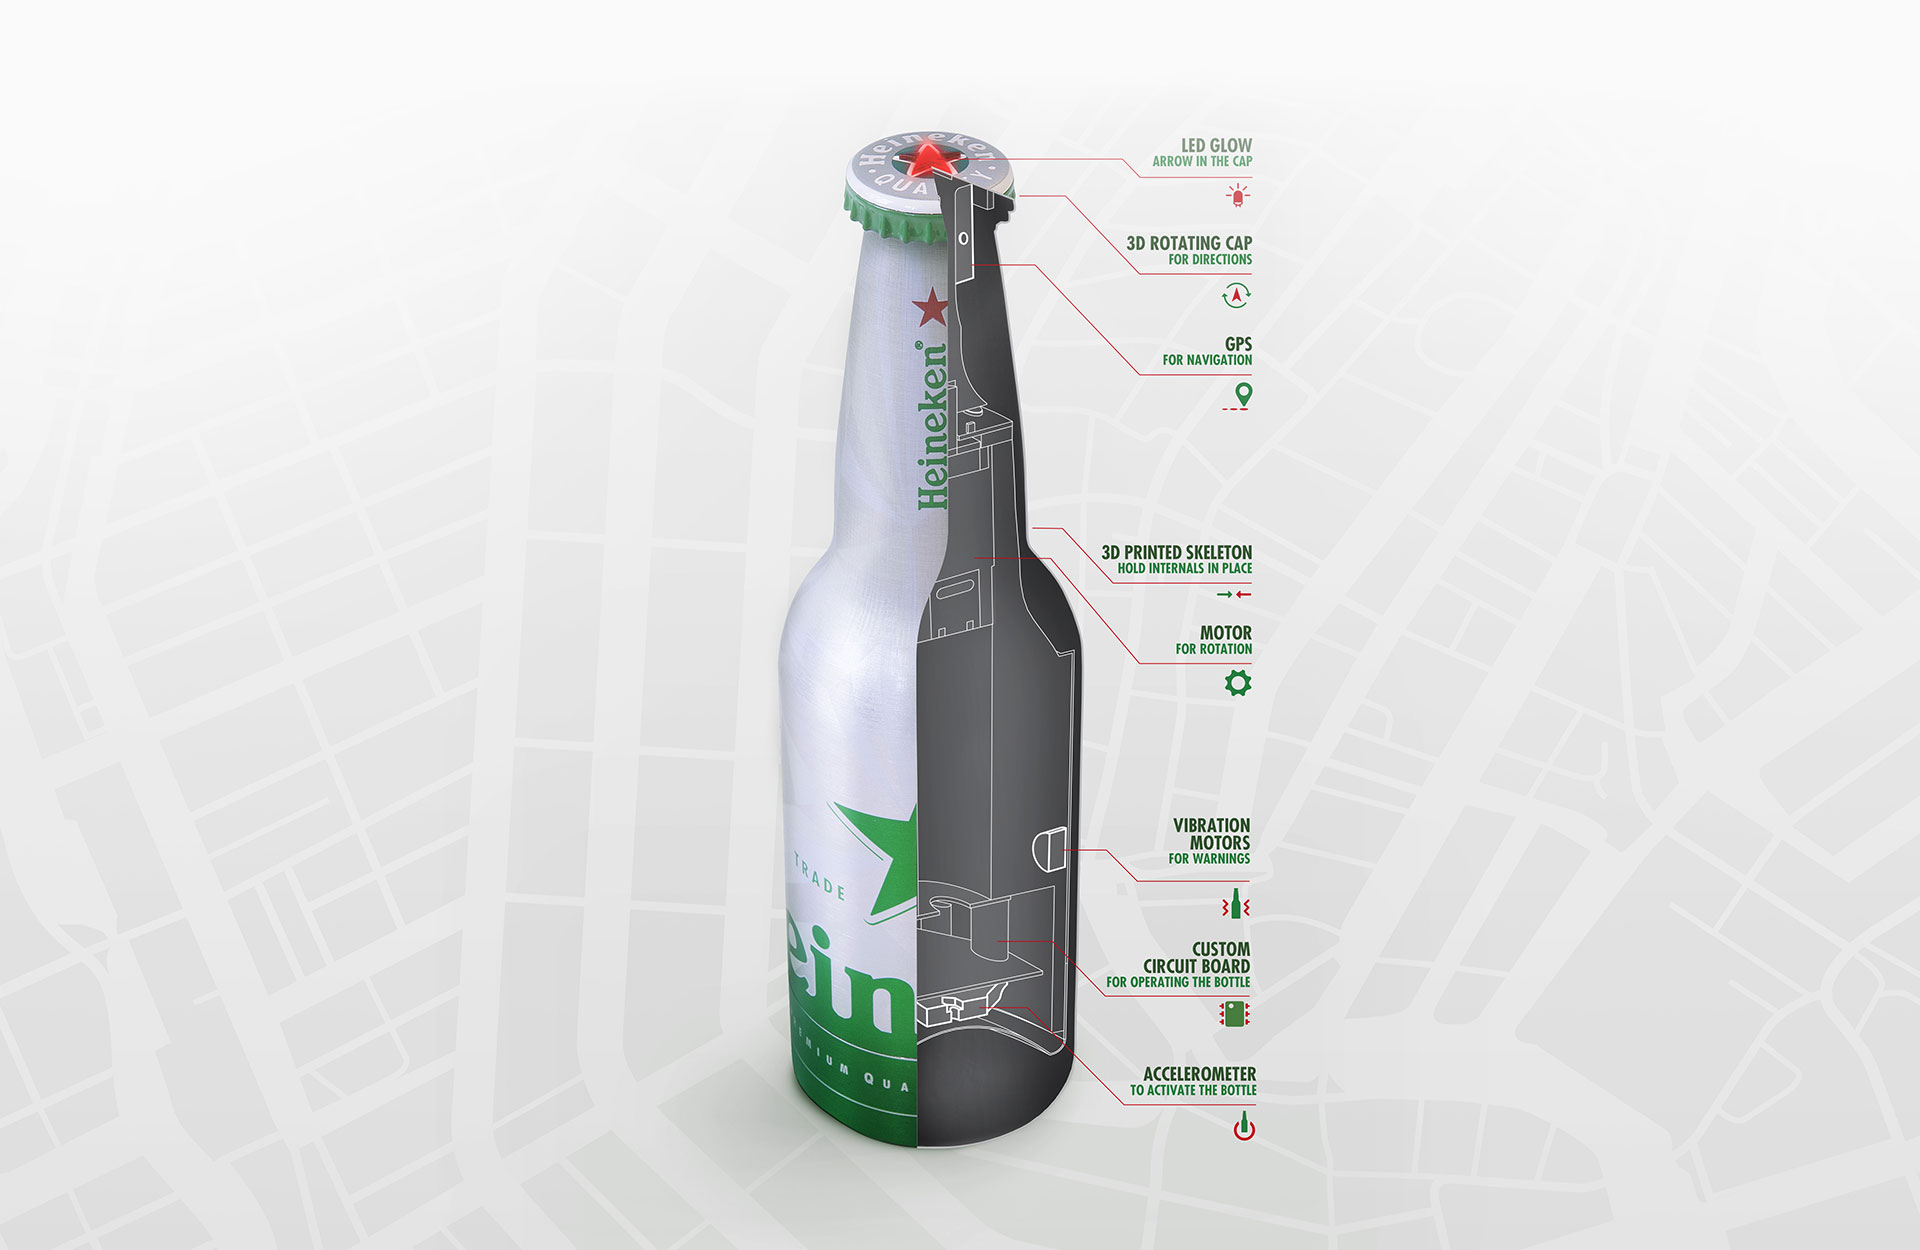 Heineken
QUA Y
LED GLOW
ARROW IN THE CAP
3D ROTATING CAP
FOR DIRECTIONS
GPS
FOR NAVIGATION
Heineken®
3D PRINTED SKELETON
HOLD INTERNALS IN PLACE
MOTOR
FOR ROTATION
VIBRATION
MOTORS
FOR WARNINGS
TRADE
ein
EMIUM QUA
CUSTOM
CIRCUIT BOARD
FOR OPERATING THE BOTTLE
ACCELEROMETER
TO ACTIVATE THE BOTTLE